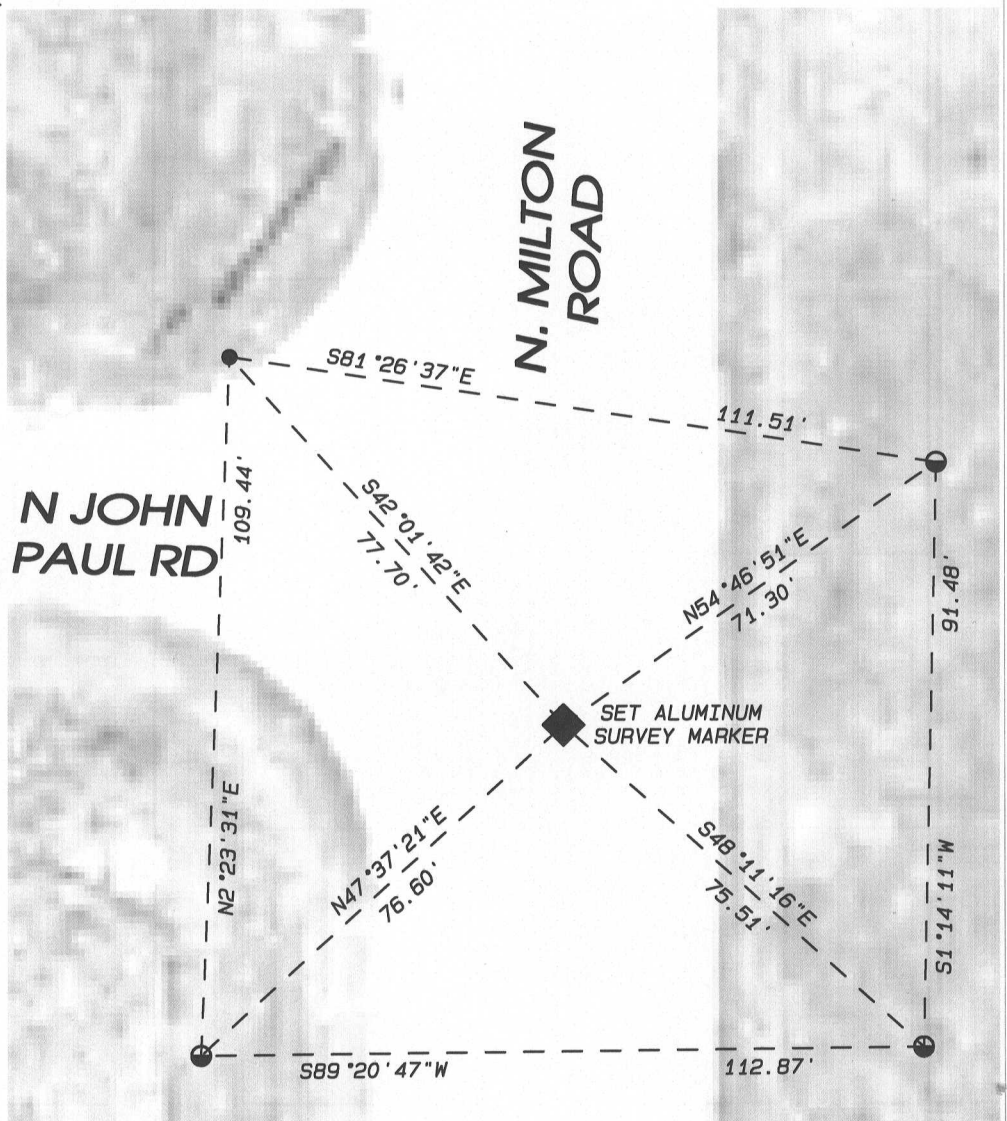 N. MILTON
ROAD
S81°26'37"E
111.51'
N JOHN
PAUL RD
109.44'
S42°01'42"E
77.70'
N54°46'51"E
71.30'
91.48'
SET ALUMINUM
SURVEY MARKER
N2°23'31"E
N47°37'21"E
76.60'
S48°11'16"E
75.51'
S1°14'11"W
S89°20'47"W
112.87'